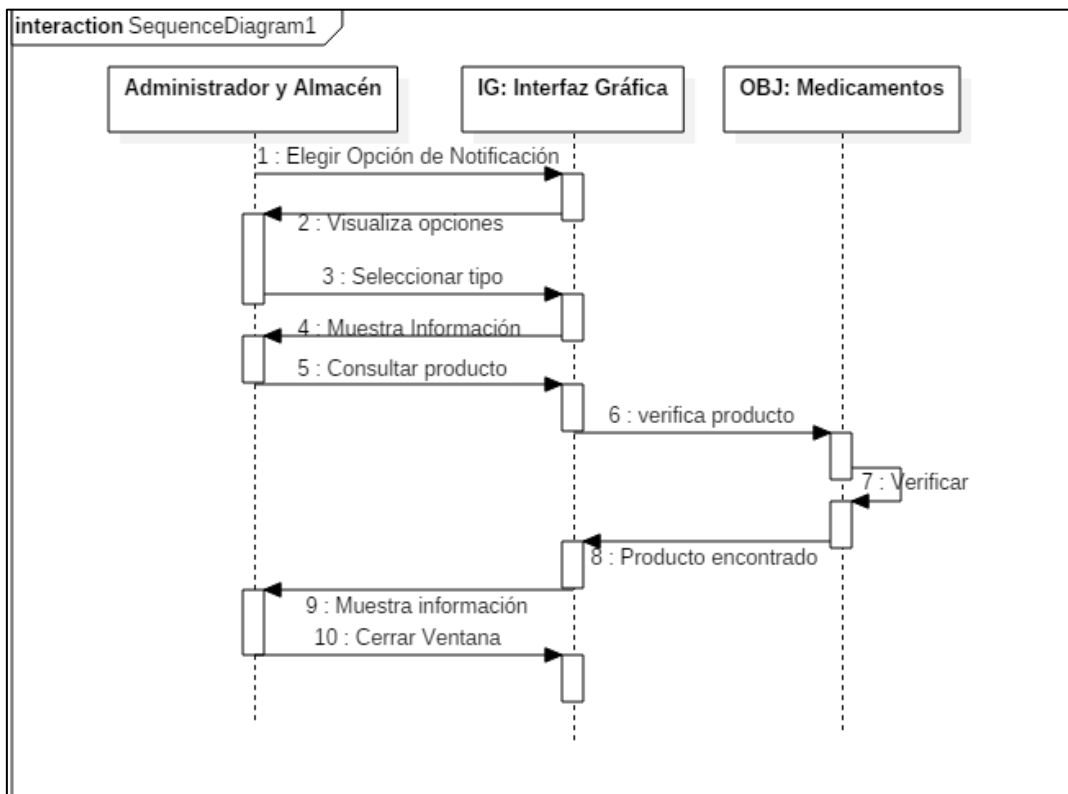 interaction SequenceDiagram1
Administrador y Almacén
IG: Interfaz Gráfica
OBJ: Medicamentos
1 : Elegir Opción de Notificación
2 : Visualiza opciones
3 : Seleccionar tipo
4 : Muestra Información
5 : Consultar producto
6 : verifica producto
7 : Verificar
8 : Producto encontrado
9 : Muestra información
10 : Cerrar Ventana